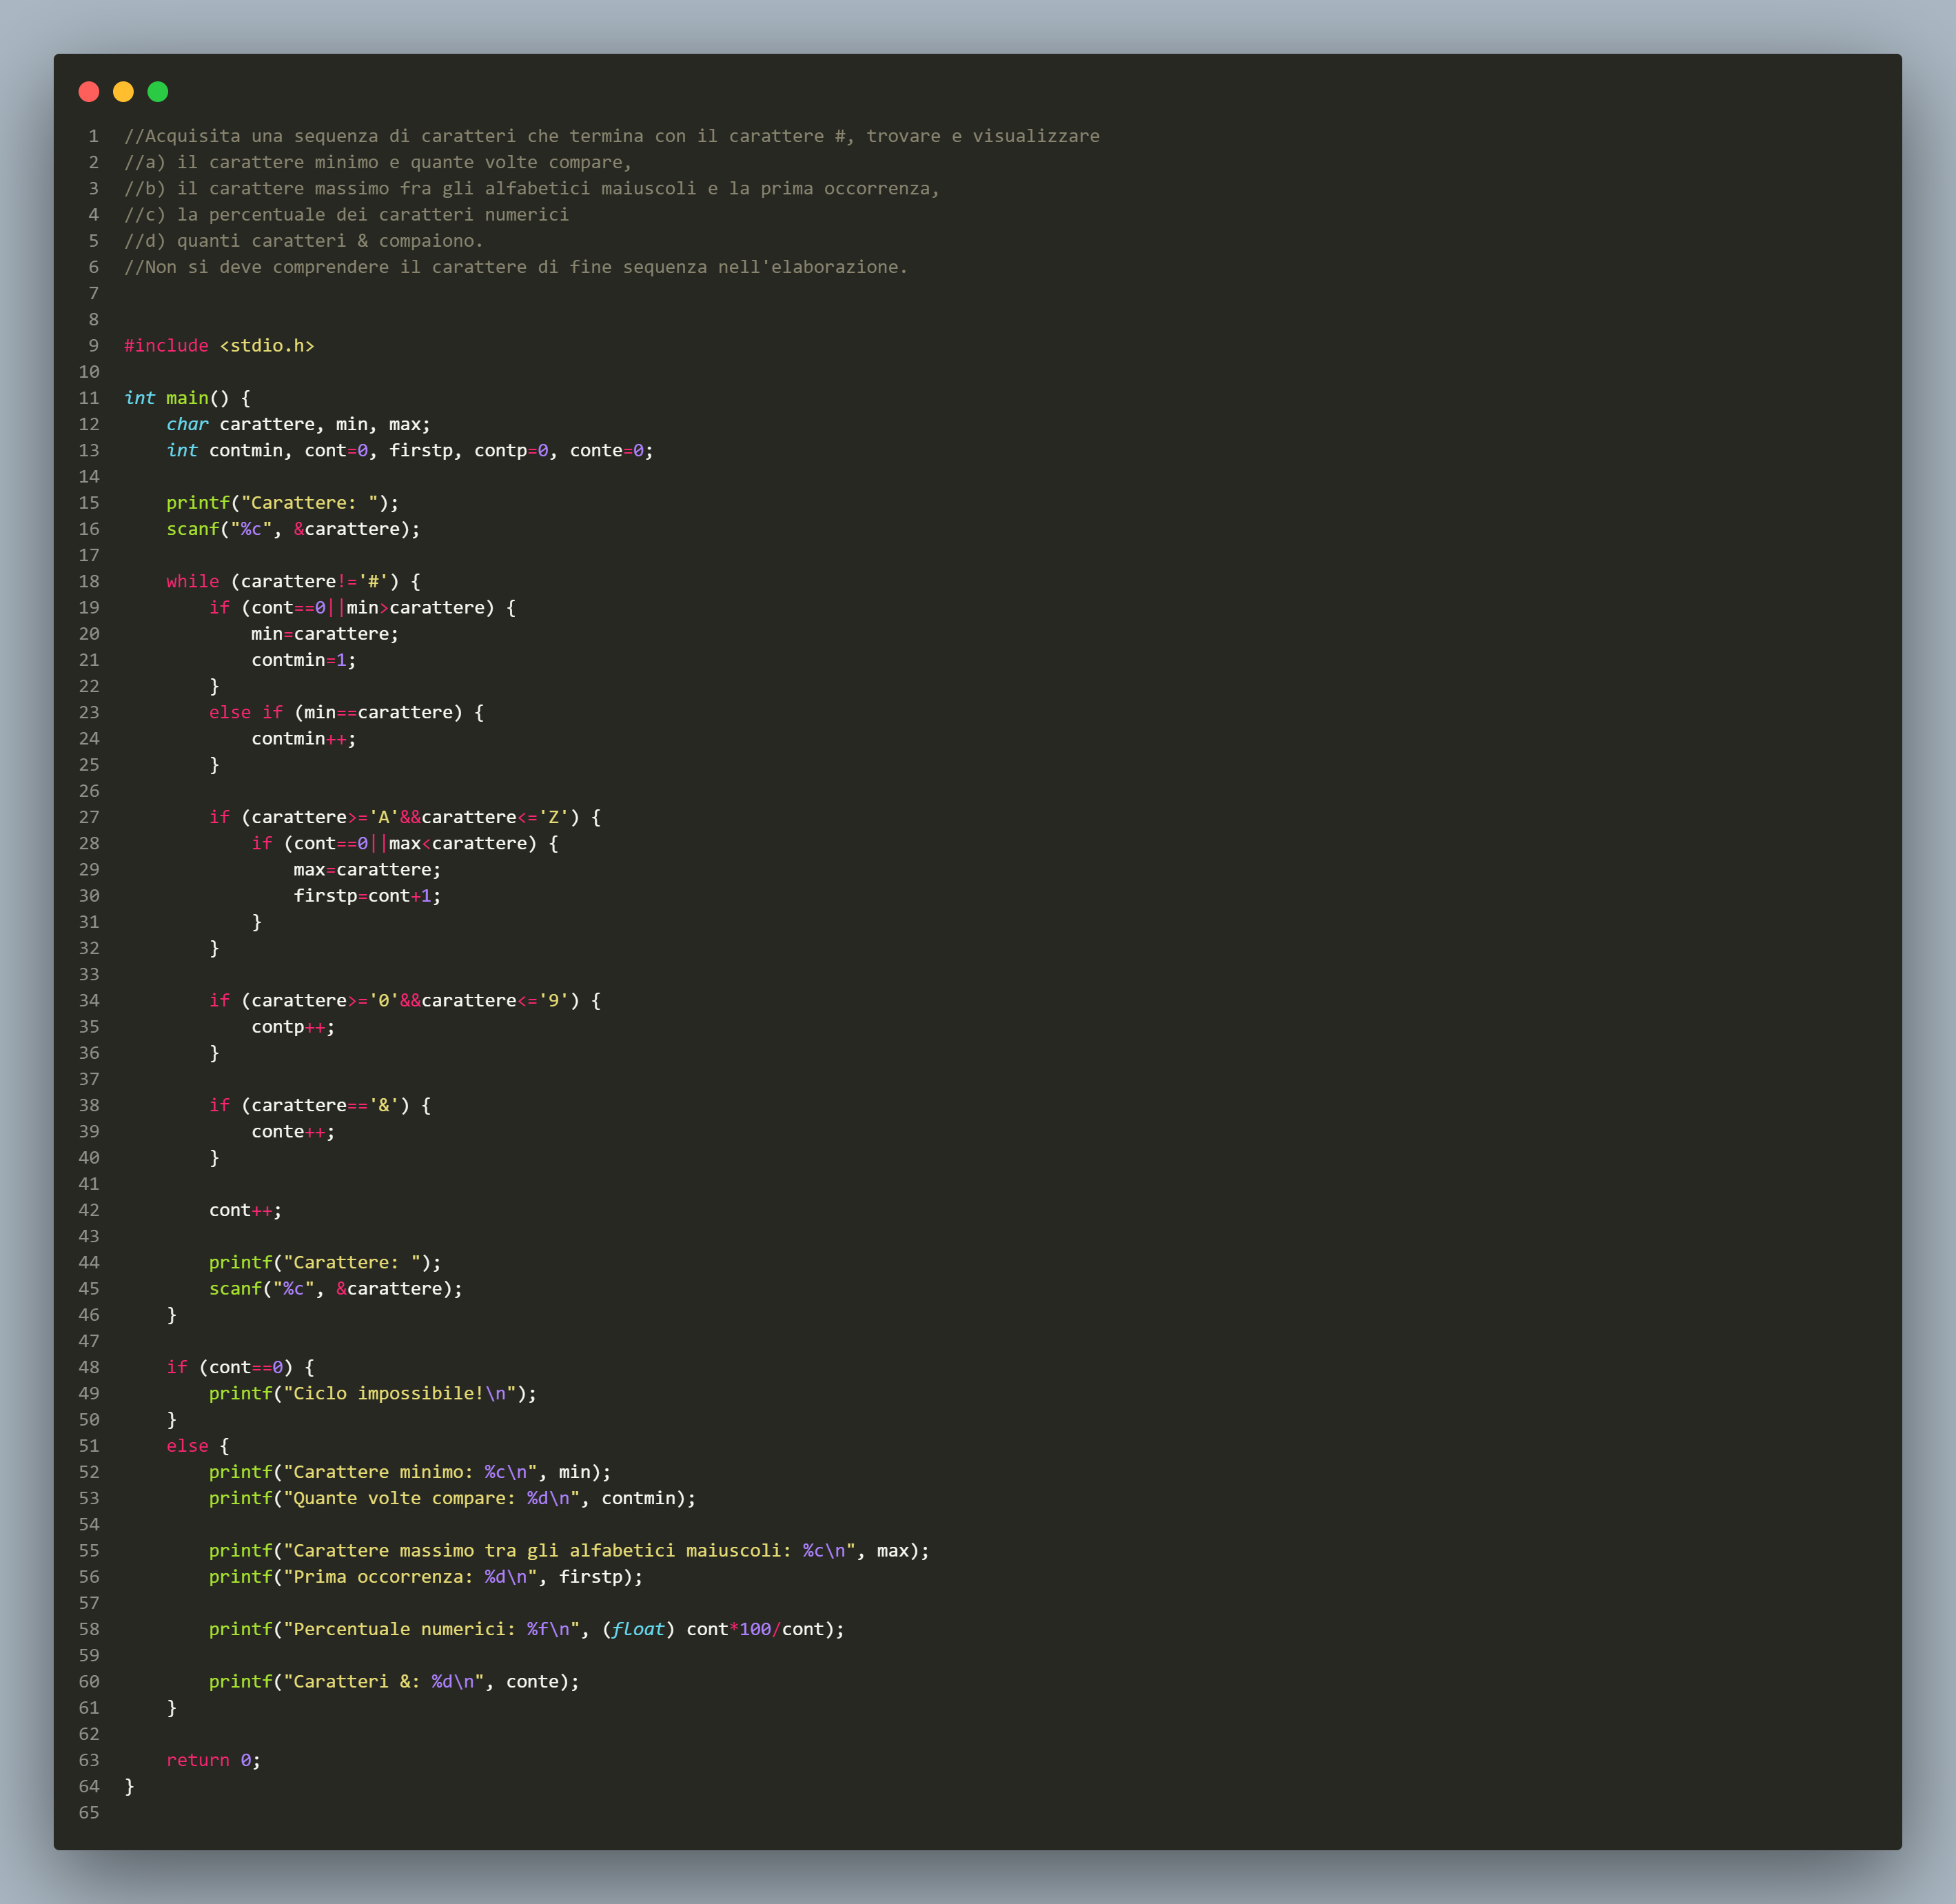 1 //Acquisita una sequenza di caratteri che termina con il carattere #, trovare e visualizzare
2 //a) il carattere minimo e quante volte compare,
3 //b) il carattere massimo fra gli alfabetici maiuscoli e la prima occorrenza,
4 //c) la percentuale dei caratteri numerici
5 //d) quanti caratteri & compaiono.
6 //Non si deve comprendere il carattere di fine sequenza nell'elaborazione.
7
8
9 #include <stdio.h>
10
11 int main() {
12     char carattere, min, max;
13     int contmin, cont=0, firstp, contp=0, conte=0;
14
15     printf("Carattere: ");
16     scanf("%c", &carattere);
17
18     while (carattere!='#') {
19         if (cont==0||min>carattere) {
20             min=carattere;
21             contmin=1;
22         }
23         else if (min==carattere) {
24             contmin++;
25         }
26
27         if (carattere>='A'&&carattere<='Z') {
28             if (cont==0||max<carattere) {
29                 max=carattere;
30                 firstp=cont+1;
31             }
32         }
33
34         if (carattere>='0'&&carattere<='9') {
35             contp++;
36         }
37
38         if (carattere=='&') {
39             conte++;
40         }
41
42         cont++;
43
44         printf("Carattere: ");
45         scanf("%c", &carattere);
46     }
47
48     if (cont==0) {
49         printf("Ciclo impossibile!\n");
50     }
51     else {
52         printf("Carattere minimo: %c\n", min);
53         printf("Quante volte compare: %d\n", contmin);
54
55         printf("Carattere massimo tra gli alfabetici maiuscoli: %c\n", max);
56         printf("Prima occorrenza: %d\n", firstp);
57
58         printf("Percentuale numerici: %f\n", (float) cont*100/cont);
59
60         printf("Caratteri &: %d\n", conte);
61     }
62
63     return 0;
64 }
65